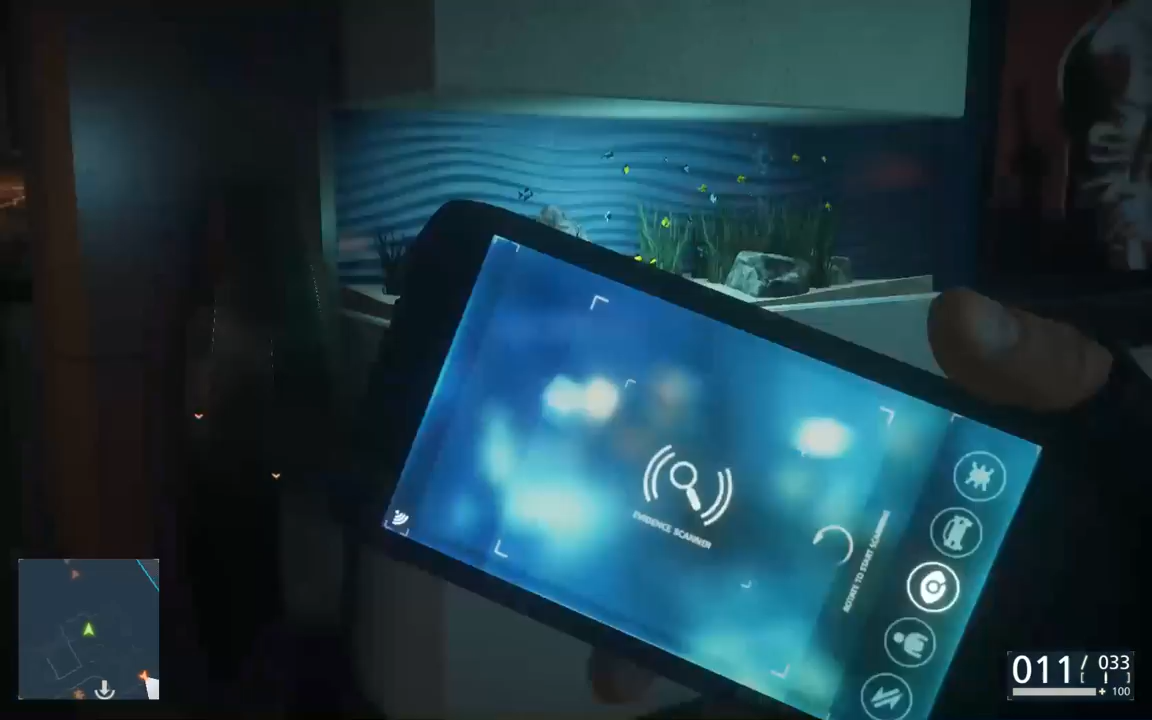 EVIDENCE SCANNER
ROTATE TO START SCANNING
011 / 033
100